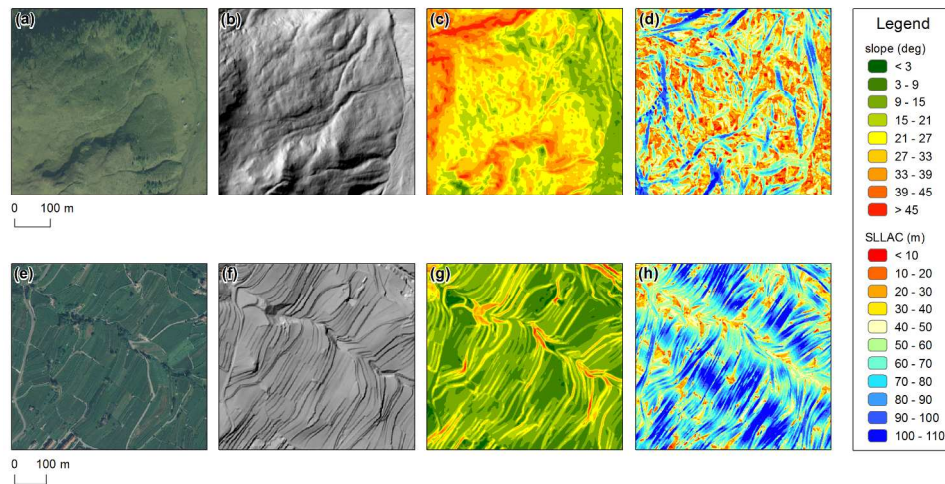 (a)
(b)
(c)
(d)
0 100 m
(e)
(f)
(g)
(h)
0 100 m
Legend
slope (deg)
< 3
3 - 9
9 - 15
15 - 21
21 - 27
27 - 33
33 - 39
39 - 45
> 45
SLLAC (m)
< 10
10 - 20
20 - 30
30 - 40
40 - 50
50 - 60
60 - 70
70 - 80
80 - 90
90 - 100
100 - 110